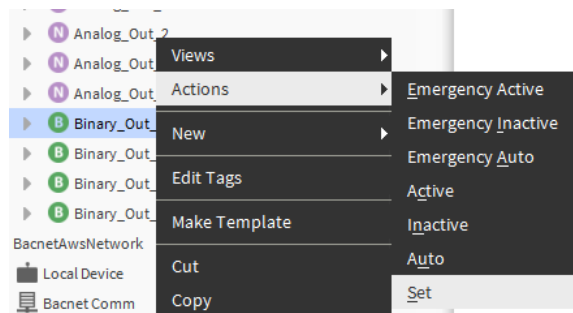 N Analog_Out_2
N Analog_Out_
N Analog_Out_
B Binary_Out_
B Binary_Out_
B Binary_Out_
B Binary_Out_
BacnetAwsNetwork
Local Device
Bacnet Comm
Views
Actions
New
Edit Tags
Make Template
Cut
Copy
Emergency Active
Emergency Inactive
Emergency Auto
Active
Inactive
Auto
Set